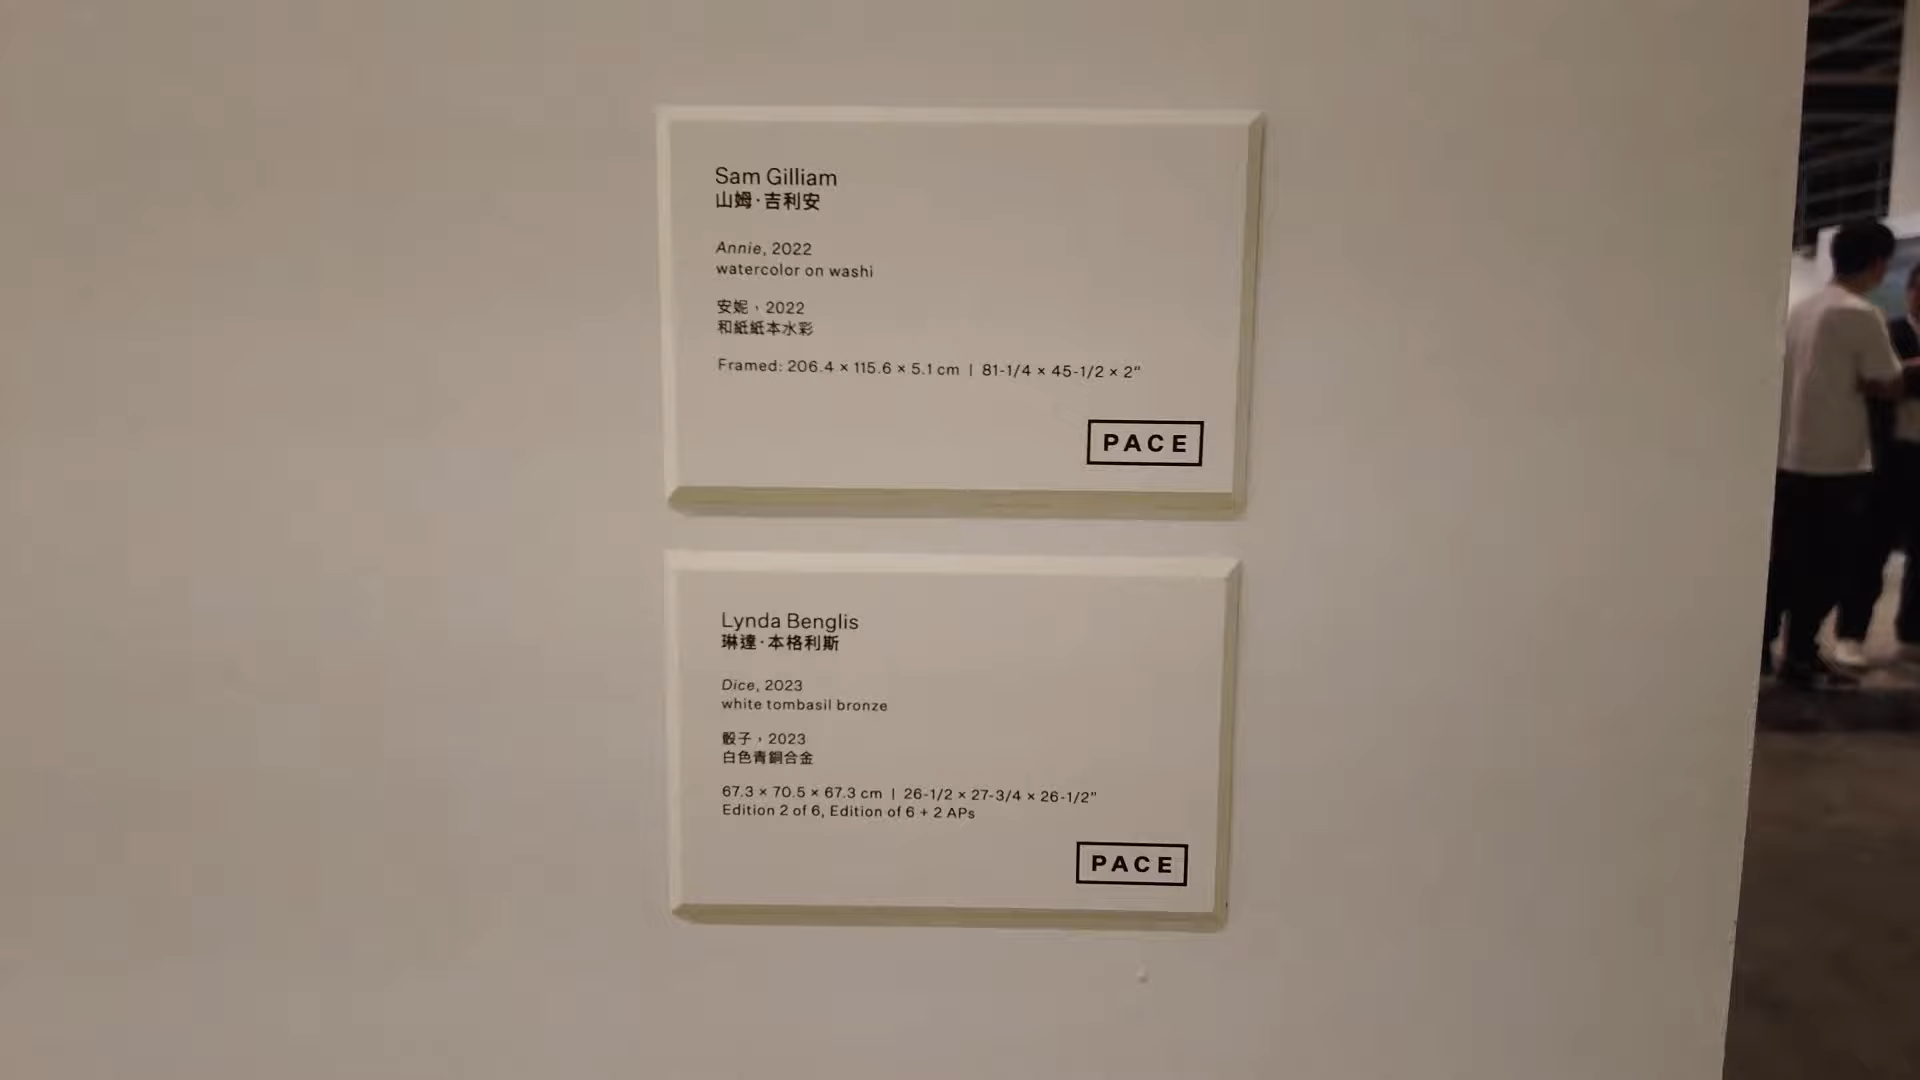 Sam Gilliam
山姆·吉利安
Annie, 2022
watercolor on washi
安妮，2022
和紙紙本水彩
Framed: 206.4 × 115.6 × 5.1 cm | 81-1/4 × 45-1/2 × 2"
PACE
Lynda Benglis
琳達·本格利斯
Dice, 2023
white tombasil bronze
骰子，2023
白色青銅合金
67.3 × 70.5 × 67.3 cm | 26-1/2 × 27-3/4 × 26-1/2"
Edition 2 of 6, Edition of 6 + 2 APs
PACE